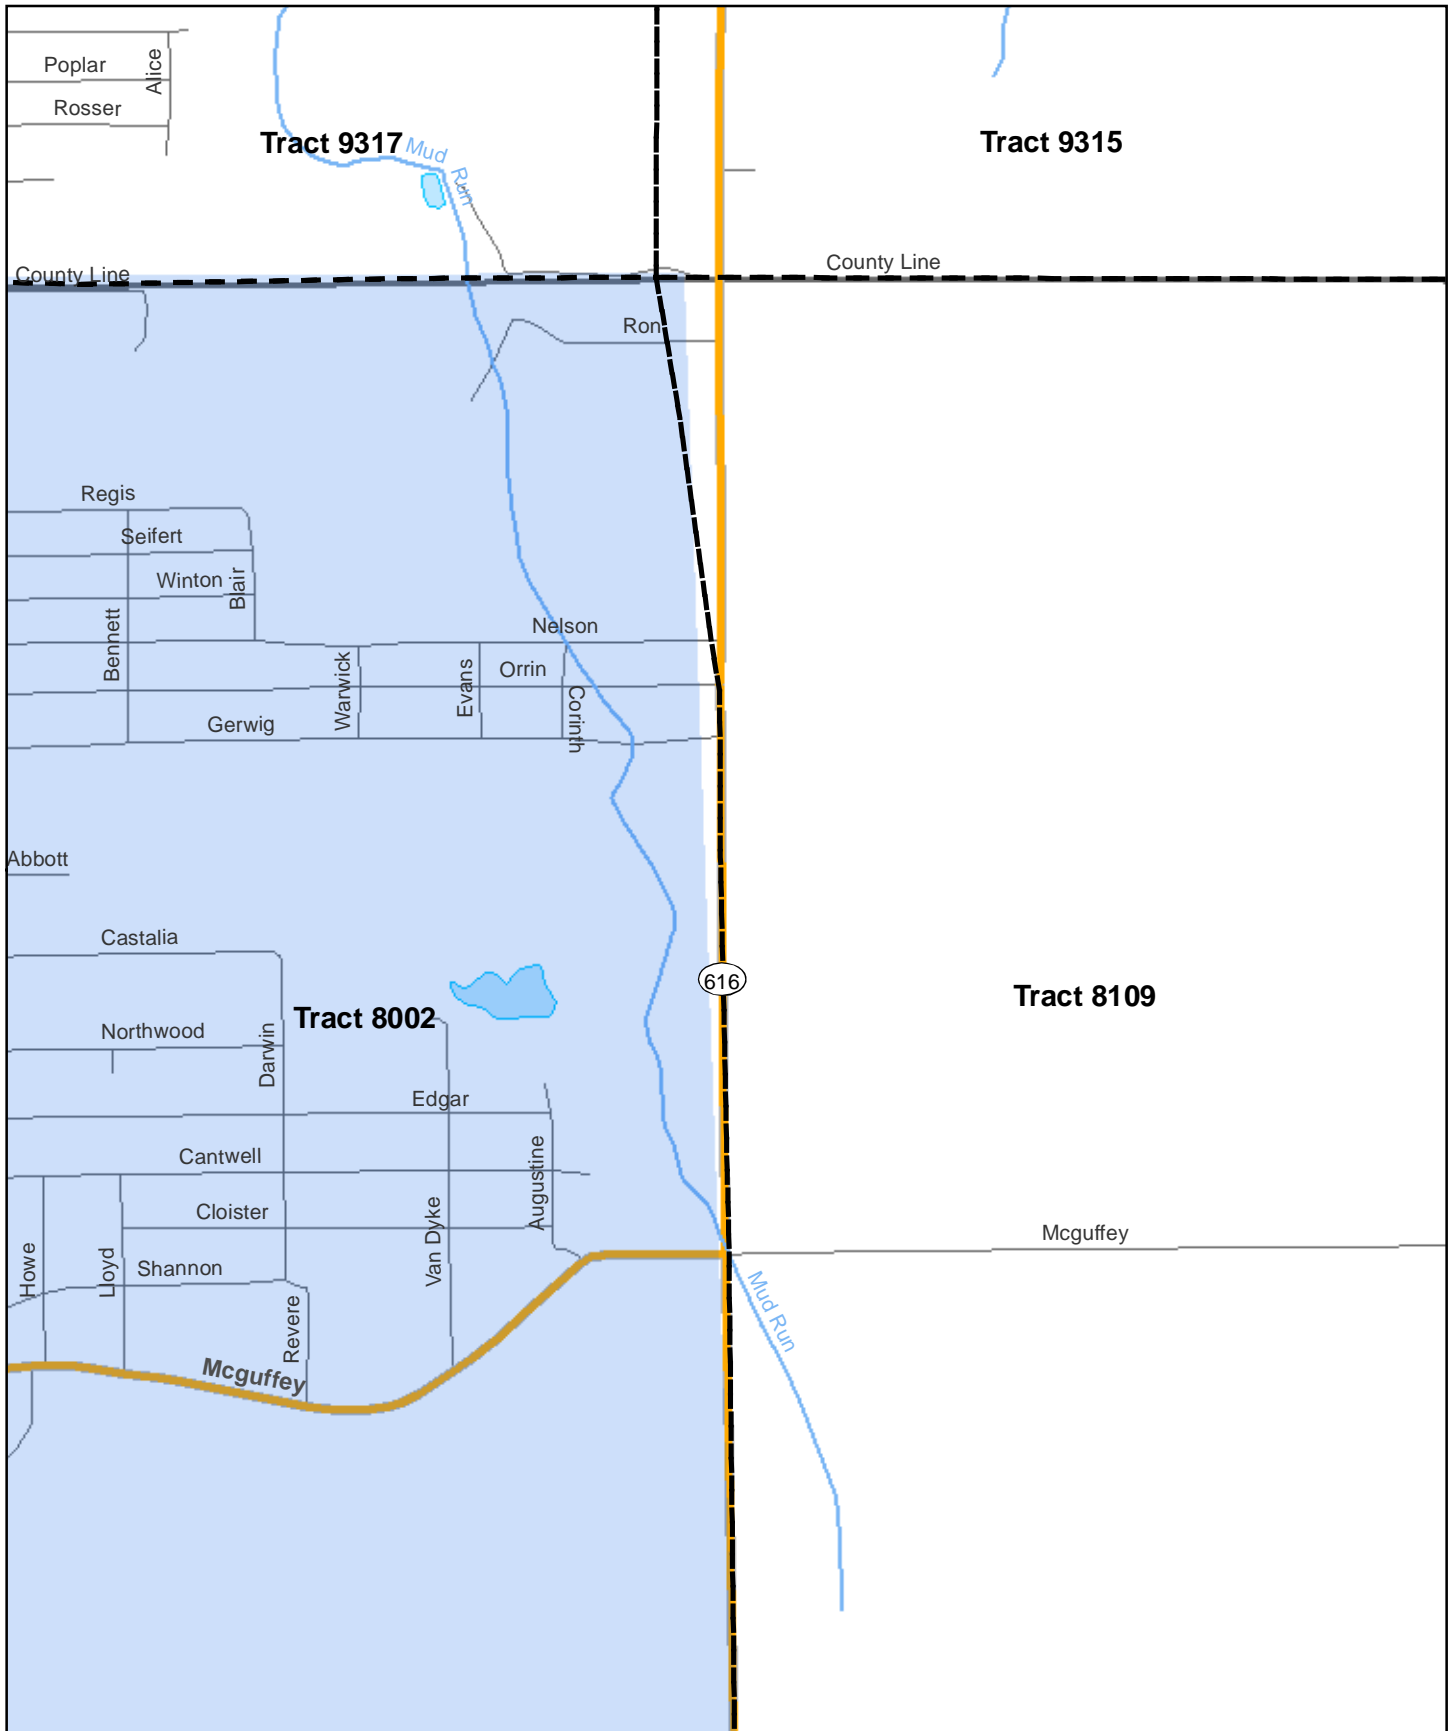 Poplar
Alice
Rosser
Tract 9317
Mud
Run
Tract 9315
County Line
County Line
Ron
Regis
Seifert
Winton
Blair
Bennett
Nelson
Warwick
Evans
Orrin
Corinth
Gerwig
Abbott
Castalia
616
Tract 8109
Tract 8002
Northwood
Darwin
Edgar
Cantwell
Augustine
Cloister
Van Dyke
Mcguffey
Howe
Lloyd
Shannon
Revere
Mud Run
Mcguffey